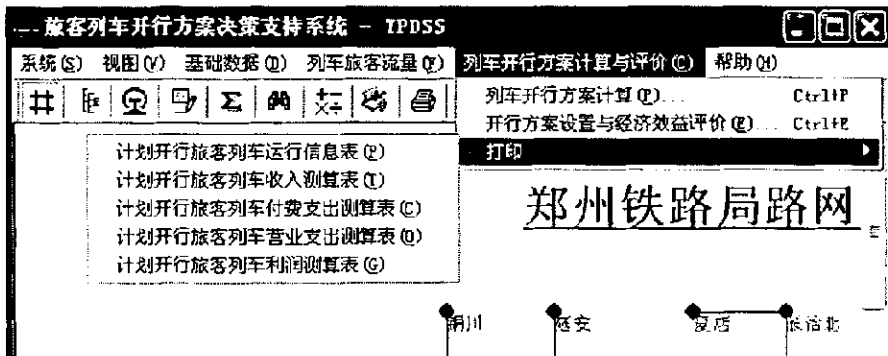 旅客列车开行方案决策支持系统 - TPDSS
系统(S) 视图(V) 基础数据(D) 列车旅客流量(Y) 列车开行方案计算与评价(C) 帮助(H)
列车开行方案计算(P)... Ctrl+P
开行方案设置与经济效益评价(E)... Ctrl+E
打印
计划开行旅客列车运行信息表(P)
计划开行旅客列车收入测算表(T)
计划开行旅客列车付费支出测算表(C)
计划开行旅客列车营业支出测算表(O)
计划开行旅客列车利润测算表(G)
郑州铁路局路网
铜川 延安 夏店 长治北